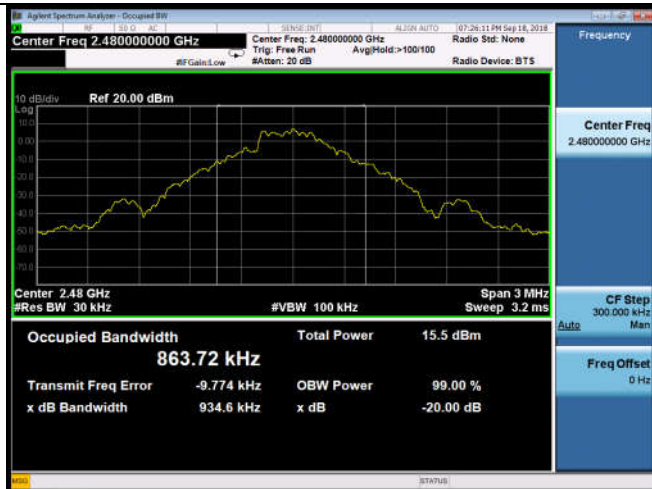 Agilent Spectrum Analyzer - Occupied BW
RF 50 Ω AC SENSE:INT ALIGN AUTO 07:26:11 PM Sep 18, 2018
Center Freq 2.480000000 GHz
Center Freq: 2.480000000 GHz Radio Std: None
Trig: Free Run Avg|Hold:>100/100
#IFGain:Low #Atten: 20 dB Radio Device: BTS
10 dB/div Ref 20.00 dBm
Log
10.0
0.00
-10.0
-20.0
-30.0
-40.0
-50.0
-60.0
-70.0
Center 2.48 GHz Span 3 MHz
#Res BW 30 kHz #VBW 100 kHz Sweep 3.2 ms
Occupied Bandwidth Total Power 15.5 dBm
863.72 kHz
Transmit Freq Error -9.774 kHz OBW Power 99.00 %
x dB Bandwidth 934.6 kHz x dB -20.00 dB
MSG STATUS
Frequency
Center Freq
2.480000000 GHz
CF Step
300.000 kHz
Auto Man
Freq Offset
0 Hz